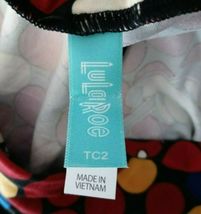 LuLaRoe
TC2
MADE IN
VIETNAM